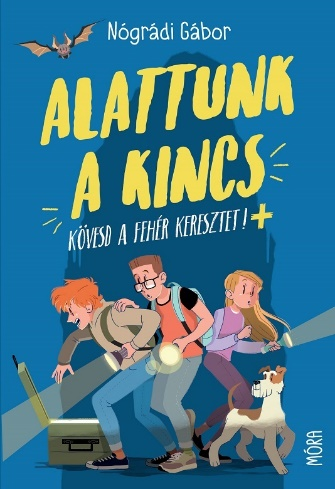 Nógrádi Gábor
ALATTUNK
A KINCS
KÖVESD A FEHÉR KERESZTET!
MÓRA